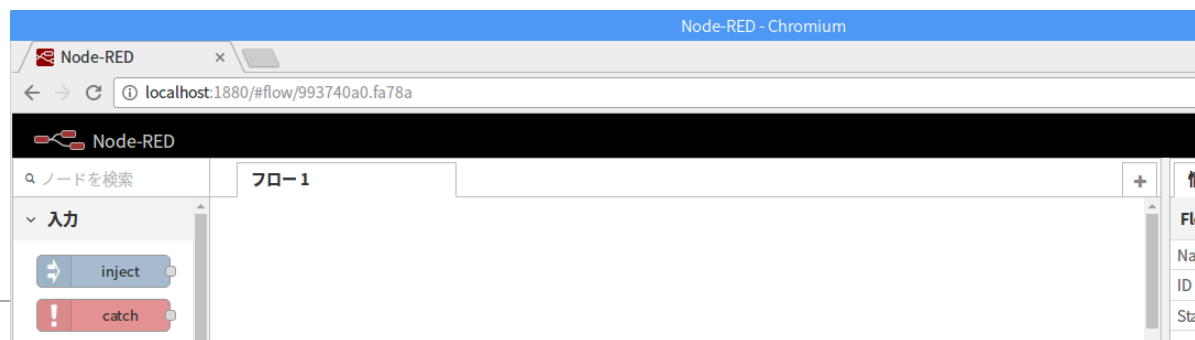 Node-RED - Chromium
Node-RED
localhost:1880/#flow/993740a0.fa78a
Node-RED
ノードを検索
フロー 1
入力
inject
catch
ID